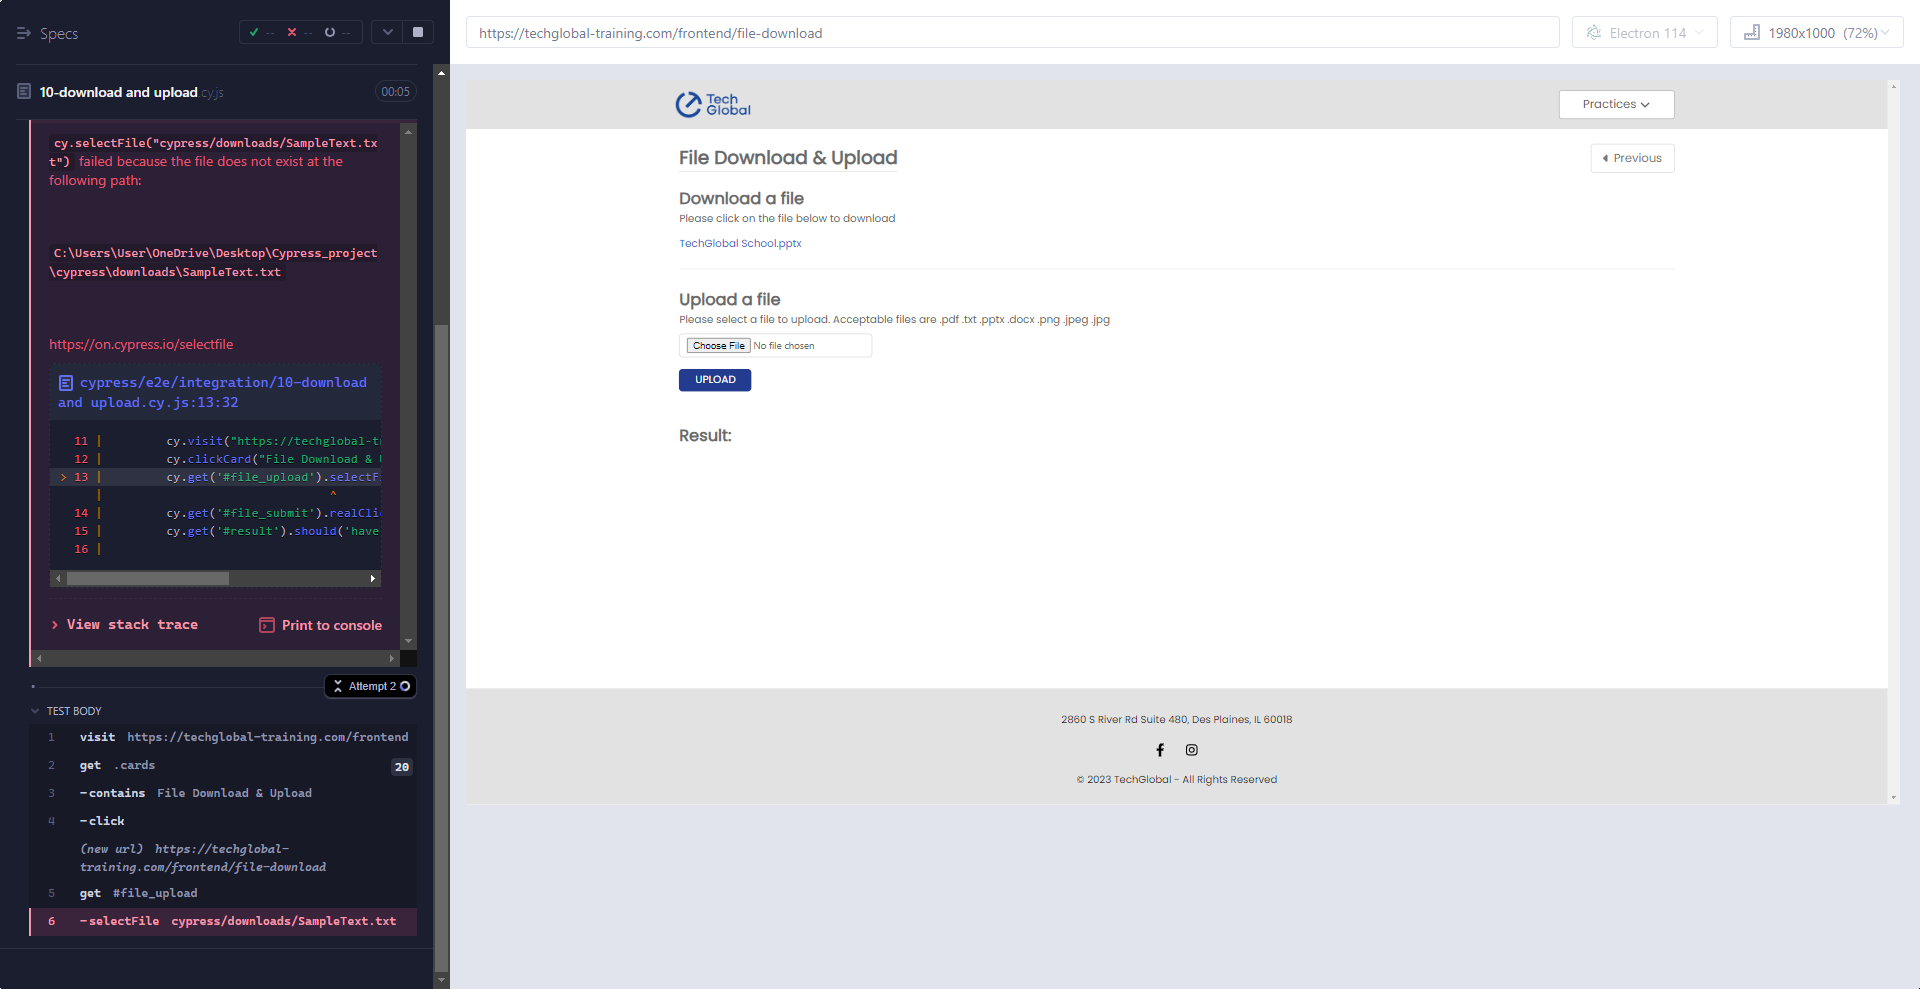 Specs
-- -- --
10-download and upload.cy.js 00:05
cy.selectFile("cypress/downloads/SampleText.tx
t") failed because the file does not exist at the
following path:
C:\Users\User\OneDrive\Desktop\Cypress_project
\cypress\downloads\SampleText.txt
https://on.cypress.io/selectfile
cypress/e2e/integration/10-download
and upload.cy.js:13:32
11 | cy.visit("https://techglobal-t
12 | cy.clickCard("File Download &
> 13 | cy.get('#file_upload').selectF
| ^
14 | cy.get('#file_submit').realCli
15 | cy.get('#result').should('have
16 |
> View stack trace Print to console
Attempt 2
TEST BODY
1 visit https://techglobal-training.com/frontend
2 get .cards 20
3 -contains File Download & Upload
4 -click
(new url) https://techglobal-
training.com/frontend/file-download
5 get #file_upload
6 -selectFile cypress/downloads/SampleText.txt
https://techglobal-training.com/frontend/file-download
Electron 114
1980x1000 (72%)
Tech
Global
Practices
File Download & Upload
Previous
Download a file
Please click on the file below to download
TechGlobal School.pptx
Upload a file
Please select a file to upload. Acceptable files are .pdf .txt .pptx .docx .png .jpeg .jpg
Choose File No file chosen
UPLOAD
Result:
2860 S River Rd Suite 480, Des Plaines, IL 60018
© 2023 TechGlobal - All Rights Reserved